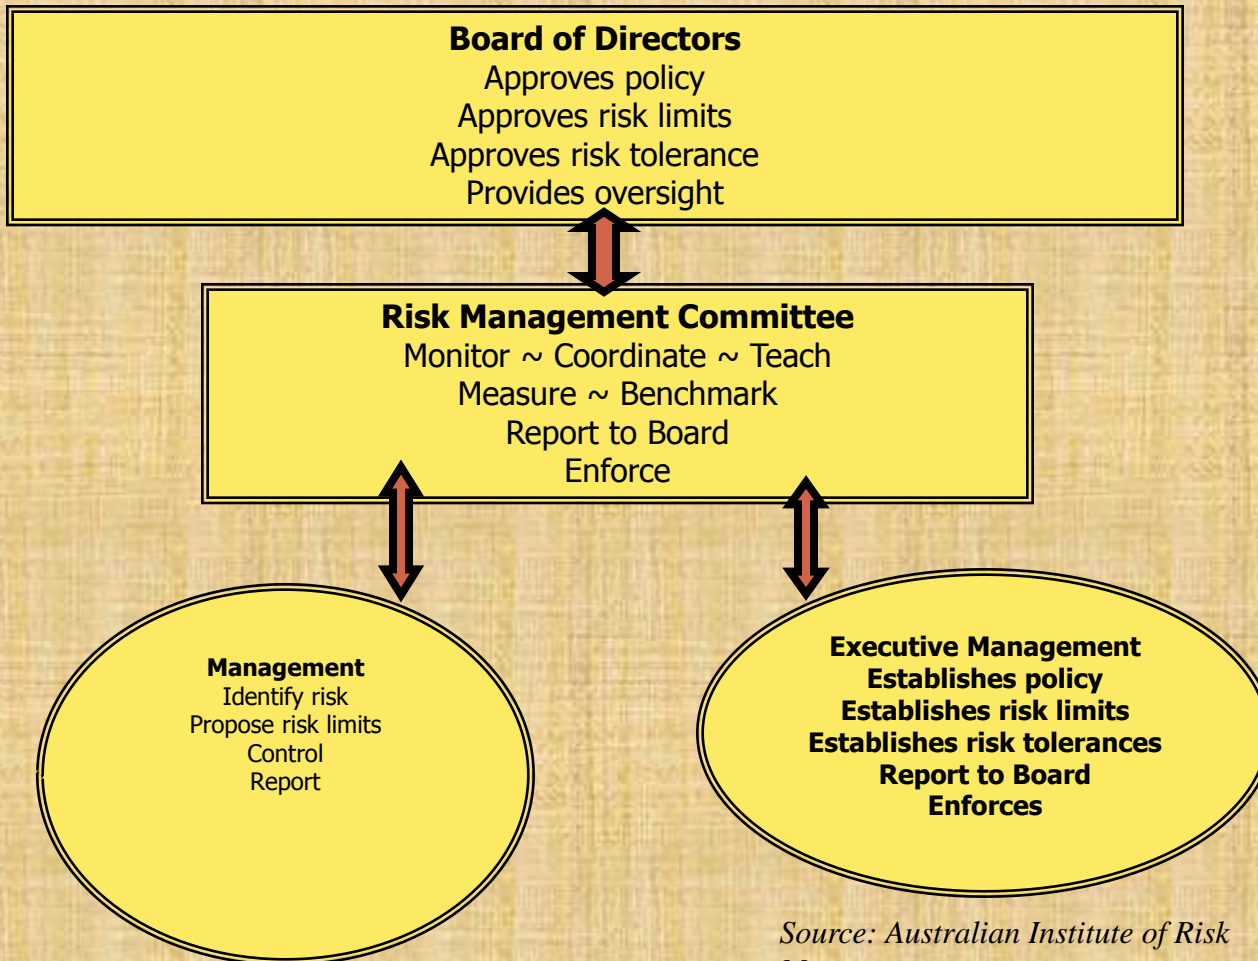 Board of Directors
Approves policy
Approves risk limits
Approves risk tolerance
Provides oversight
Risk Management Committee
Monitor ~ Coordinate ~ Teach
Measure ~ Benchmark
Report to Board
Enforce
Management
Identify risk
Propose risk limits
Control
Report
Executive Management
Establishes policy
Establishes risk limits
Establishes risk tolerances
Report to Board
Enforces
Source: Australian Institute of Risk